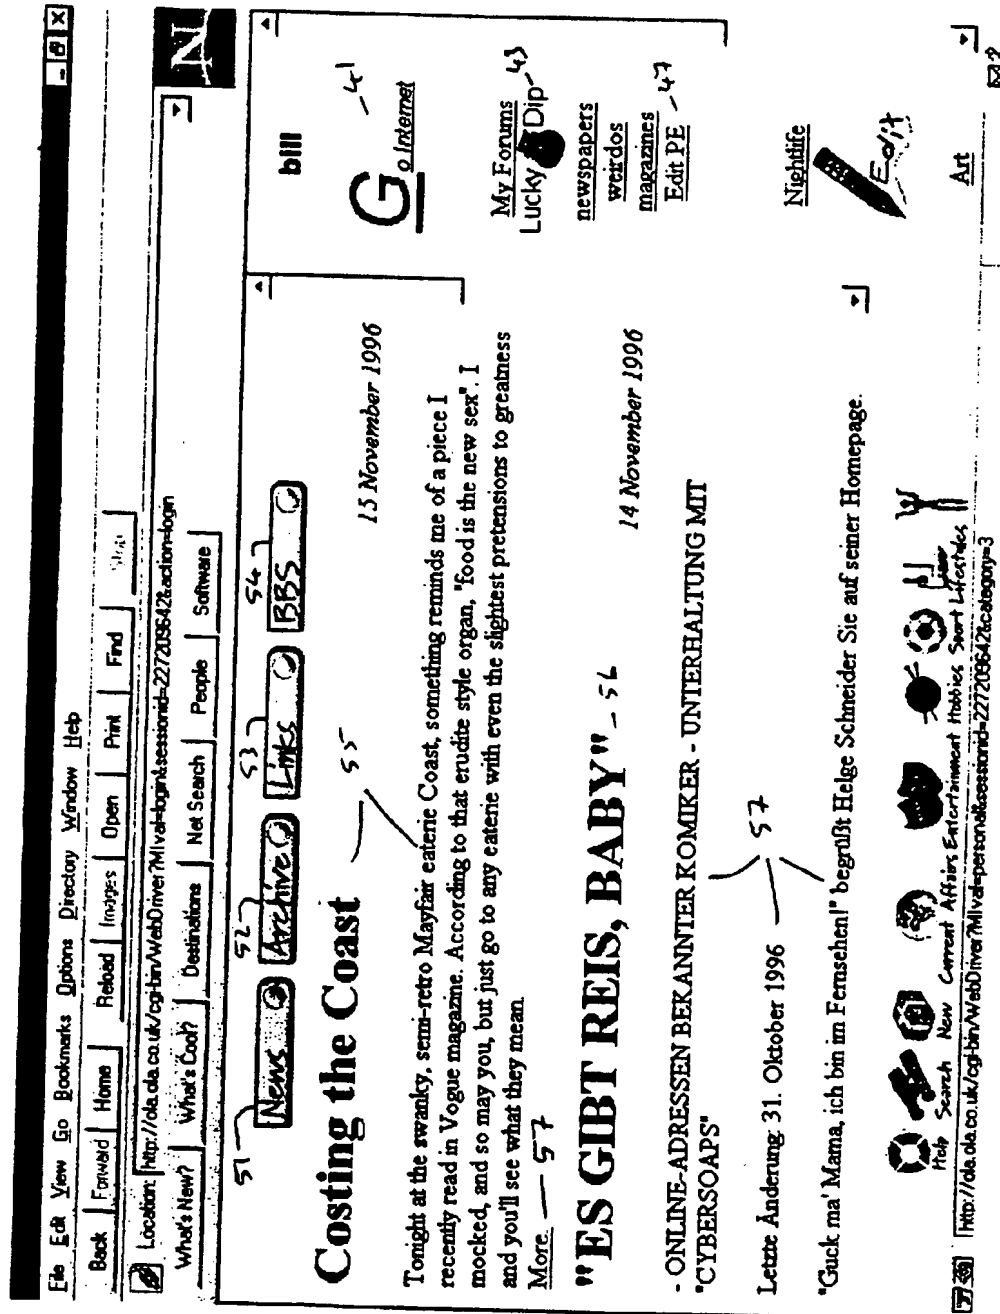 File Edit View Go Bookmarks Options Directory Window Help
Back Forward Home Reload Images Open Print Find Stop
Location: http://ola.ola.co.uk/cgi-bin/WebDriver?MIval=login&sessionid=227209642&action=login
What's New? What's Cool? Destinations Net Search People Software
N
51 52 53 54
News Archive Links BBS
Costing the Coast
55
15 November 1996
Tonight at the swanky, semi-retro Mayfair eaterie Coast, something reminds me of a piece I
recently read in Vogue magazine. According to that erudite style organ, "food is the new sex". I
mocked, and so may you, but just go to any eaterie with even the slightest pretensions to greatness
and you'll see what they mean.
More. 57
"ES GIBT REIS, BABY" 56
14 November 1996
- ONLINE-ADRESSEN BEKANNTER KOMIKER - UNTERHALTUNG MIT
"CYBERSOAPS"
Letzte Änderung: 31. Oktober 1996
57
"Guck ma' Mama, ich bin im Fernsehen!" begrüßt Helge Schneider Sie auf seiner Homepage.
bill
Go Internet 41
My Forums
Lucky Dip 43
newspapers
weirdos
magazines
Edit PE 47
Nightlife
Edit
Art
Help Search New Current Affairs Entertainment Hobbies Sport Lifestyles
http://ola.ola.co.uk/cgi-bin/WebDriver?MIval=personal&sessionid=227209642&category=3